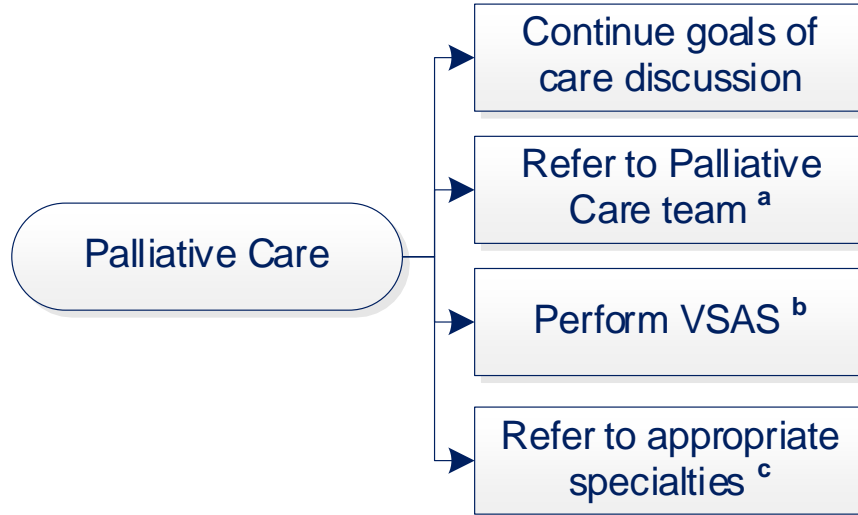 Palliative Care
Continue goals of
care discussion
Refer to Palliative
Care team a
Perform VSAS b
Refer to appropriate
specialties c